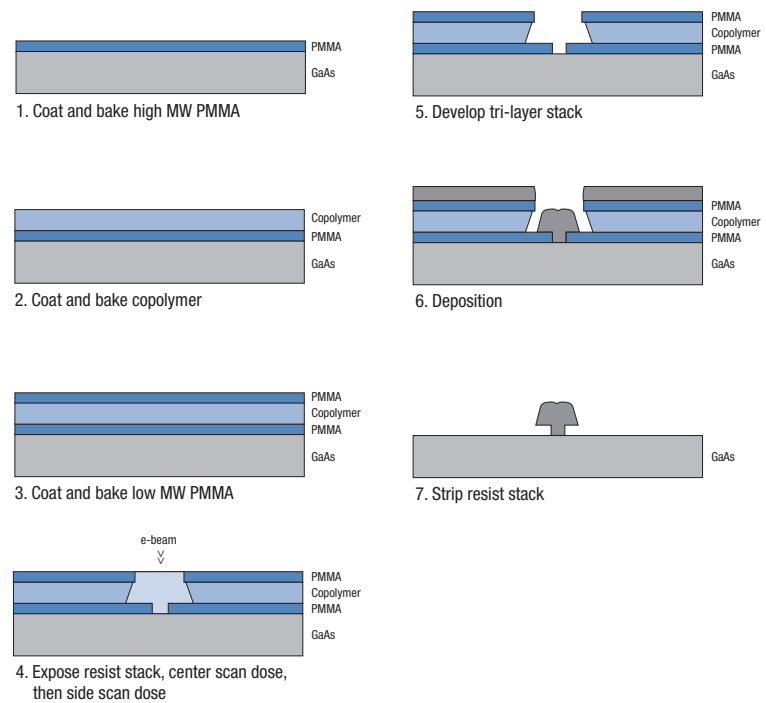 PMMA
GaAs
1. Coat and bake high MW PMMA
Copolymer
PMMA
GaAs
2. Coat and bake copolymer
PMMA
Copolymer
PMMA
GaAs
3. Coat and bake low MW PMMA
e-beam
PMMA
Copolymer
PMMA
GaAs
4. Expose resist stack, center scan dose,
then side scan dose
PMMA
Copolymer
PMMA
GaAs
5. Develop tri-layer stack
PMMA
Copolymer
PMMA
GaAs
6. Deposition
GaAs
7. Strip resist stack